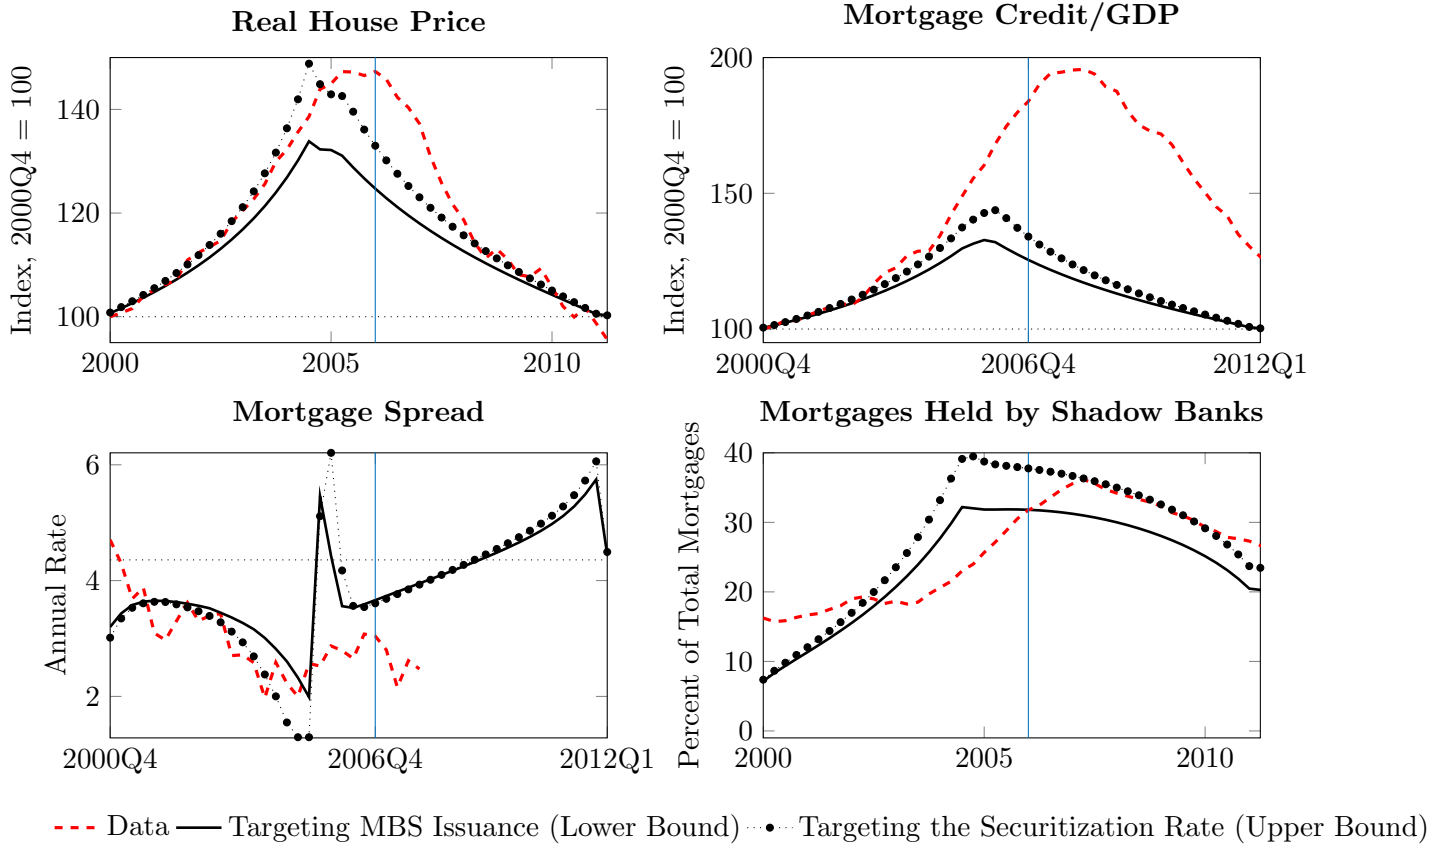 Real House Price
Mortgage Credit/GDP
Index, 2000Q4 = 100
140
120
100
2000
2005
2010
Index, 2000Q4 = 100
200
150
100
2000Q4
2006Q4
2012Q1
Mortgage Spread
Mortgages Held by Shadow Banks
Annual Rate
6
4
2
2000Q4
2006Q4
2012Q1
Percent of Total Mortgages
40
30
20
10
0
2000
2005
2010
Data
Targeting MBS Issuance (Lower Bound)
Targeting the Securitization Rate (Upper Bound)